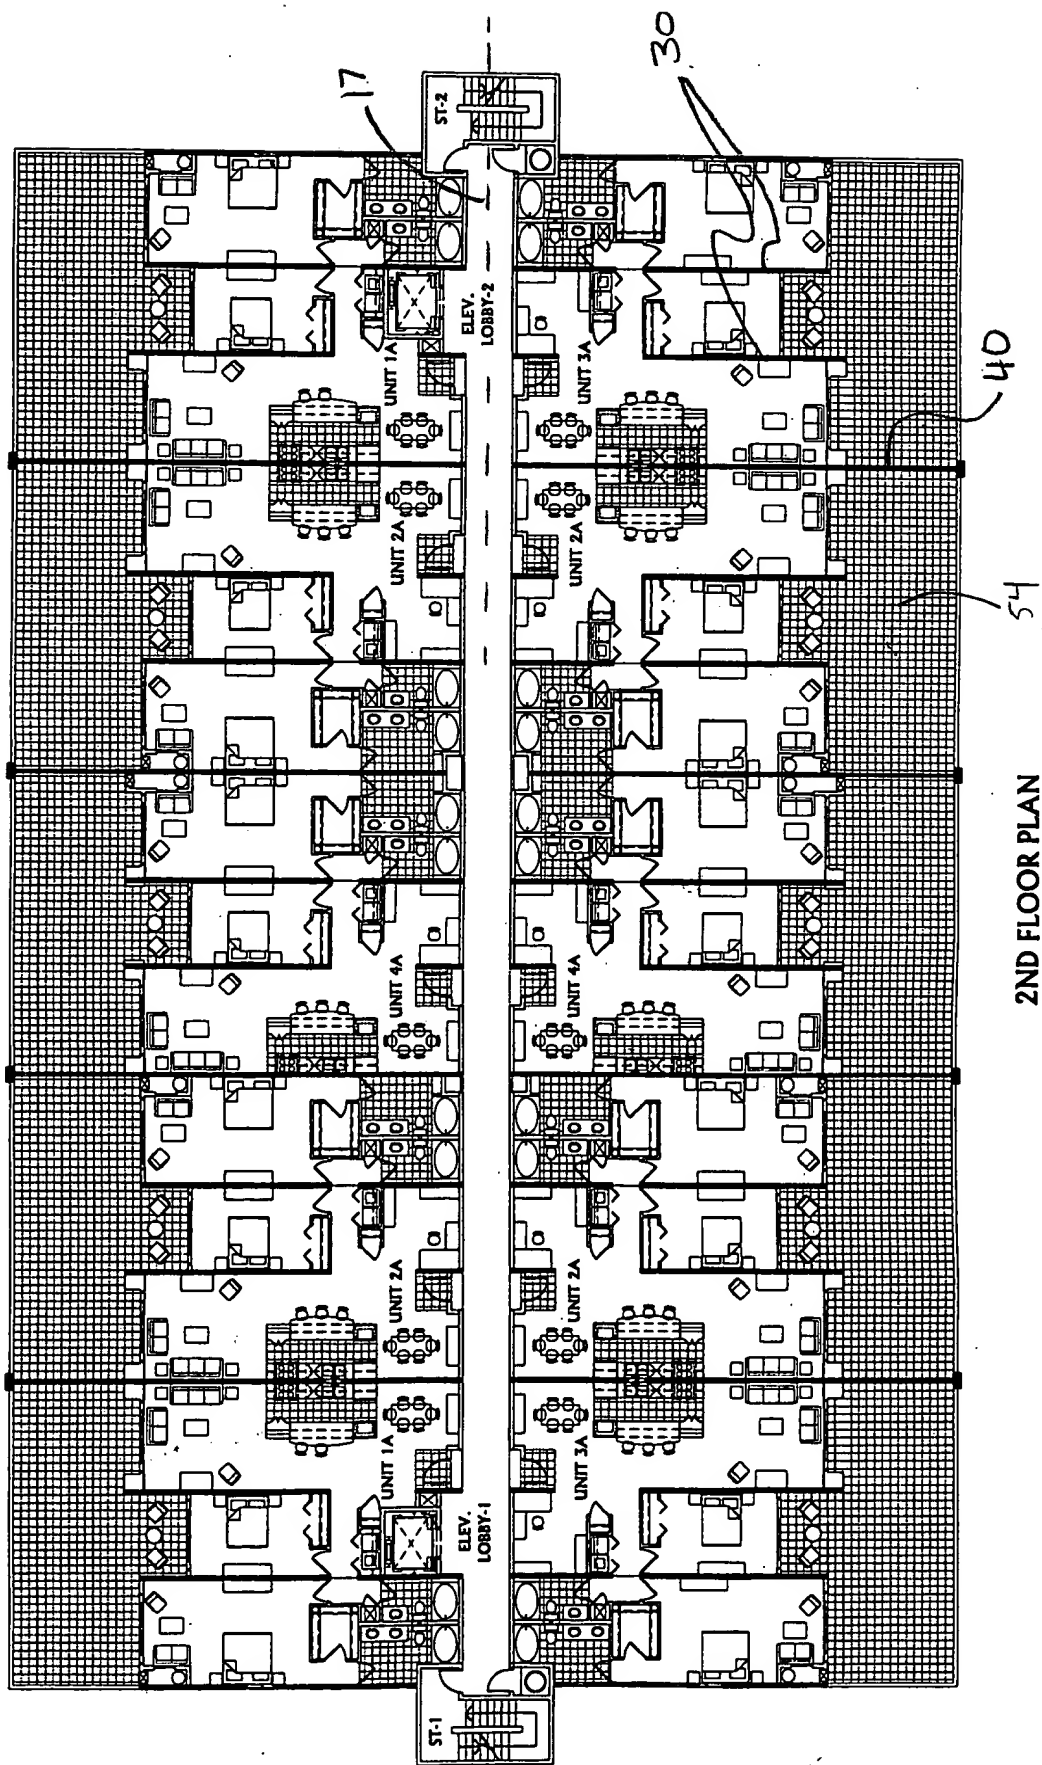 17
UNIT 1A
UNIT 2A
UNIT 4A
UNIT 2A
UNIT 1A
ST-1
ST-2
ELEV.
LOBBY-1
ELEV.
LOBBY-2
UNIT 3A
UNIT 2A
UNIT 4A
UNIT 2A
UNIT 3A
30
40
54
2ND FLOOR PLAN